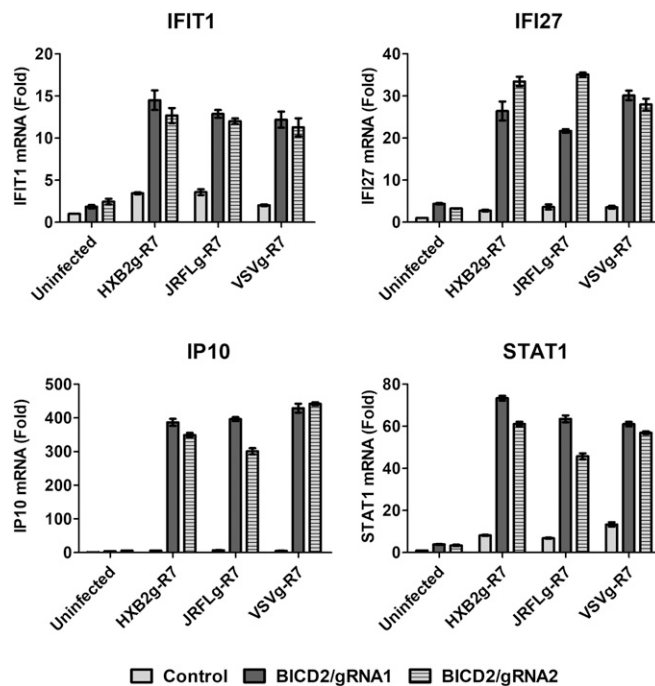 IFIT1
IFIT1 mRNA (Fold)
20
15
10
5
0
Uninfected
HXB2g-R7
JRFLg-R7
VSVg-R7
IFI27
IFI27 mRNA (Fold)
40
30
20
10
0
Uninfected
HXB2g-R7
JRFLg-R7
VSVg-R7
IP10
IP10 mRNA (Fold)
500
400
300
200
100
0
Uninfected
HXB2g-R7
JRFLg-R7
VSVg-R7
STAT1
STAT1 mRNA (Fold)
80
60
40
20
0
Uninfected
HXB2g-R7
JRFLg-R7
VSVg-R7
Control BICD2/gRNA1 BICD2/gRNA2